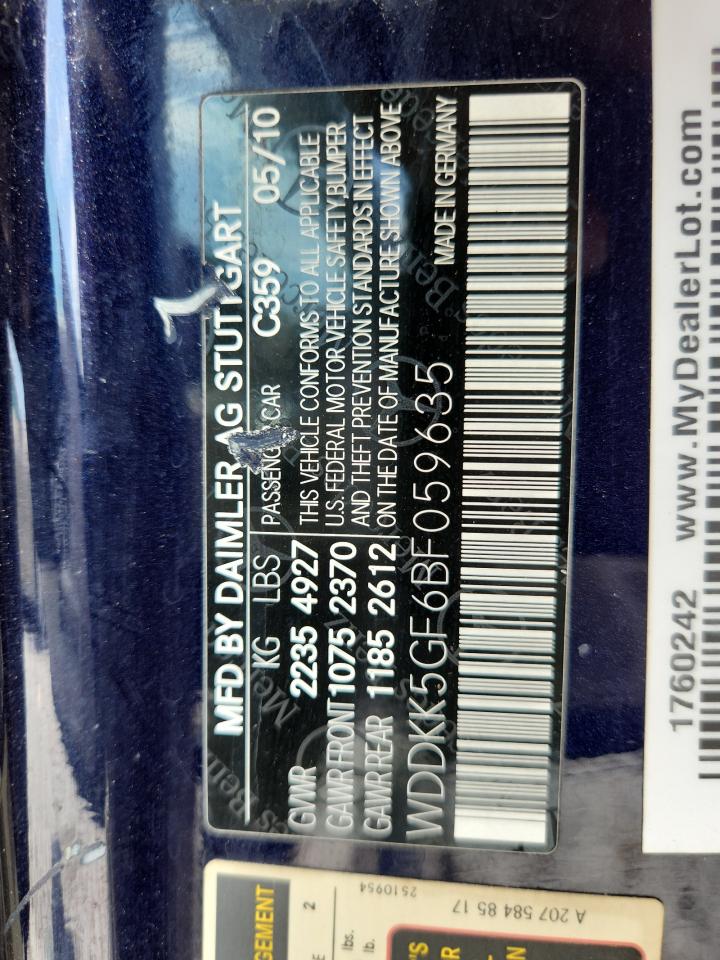 MFD BY DAIMLER AG STUTTGART
KG LBS PASSENG CAR C359 05/10
GVWR 2235 4927 THIS VEHICLE CONFORMS TO ALL APPLICABLE
GAWR FRONT 1075 2370 U.S. FEDERAL MOTOR VEHICLE SAFETY,BUMPER
GAWR REAR 1185 2612 AND THEFT PREVENTION STANDARDS IN EFFECT
ON THE DATE OF MANUFACTURE SHOWN ABOVE
WDDKK5GF6BF059635 MADE IN GERMANY
1760242 www.MyDealerLot.com
GEMENT
2
lbs.
lb.
2510954
A 207 584 85 17